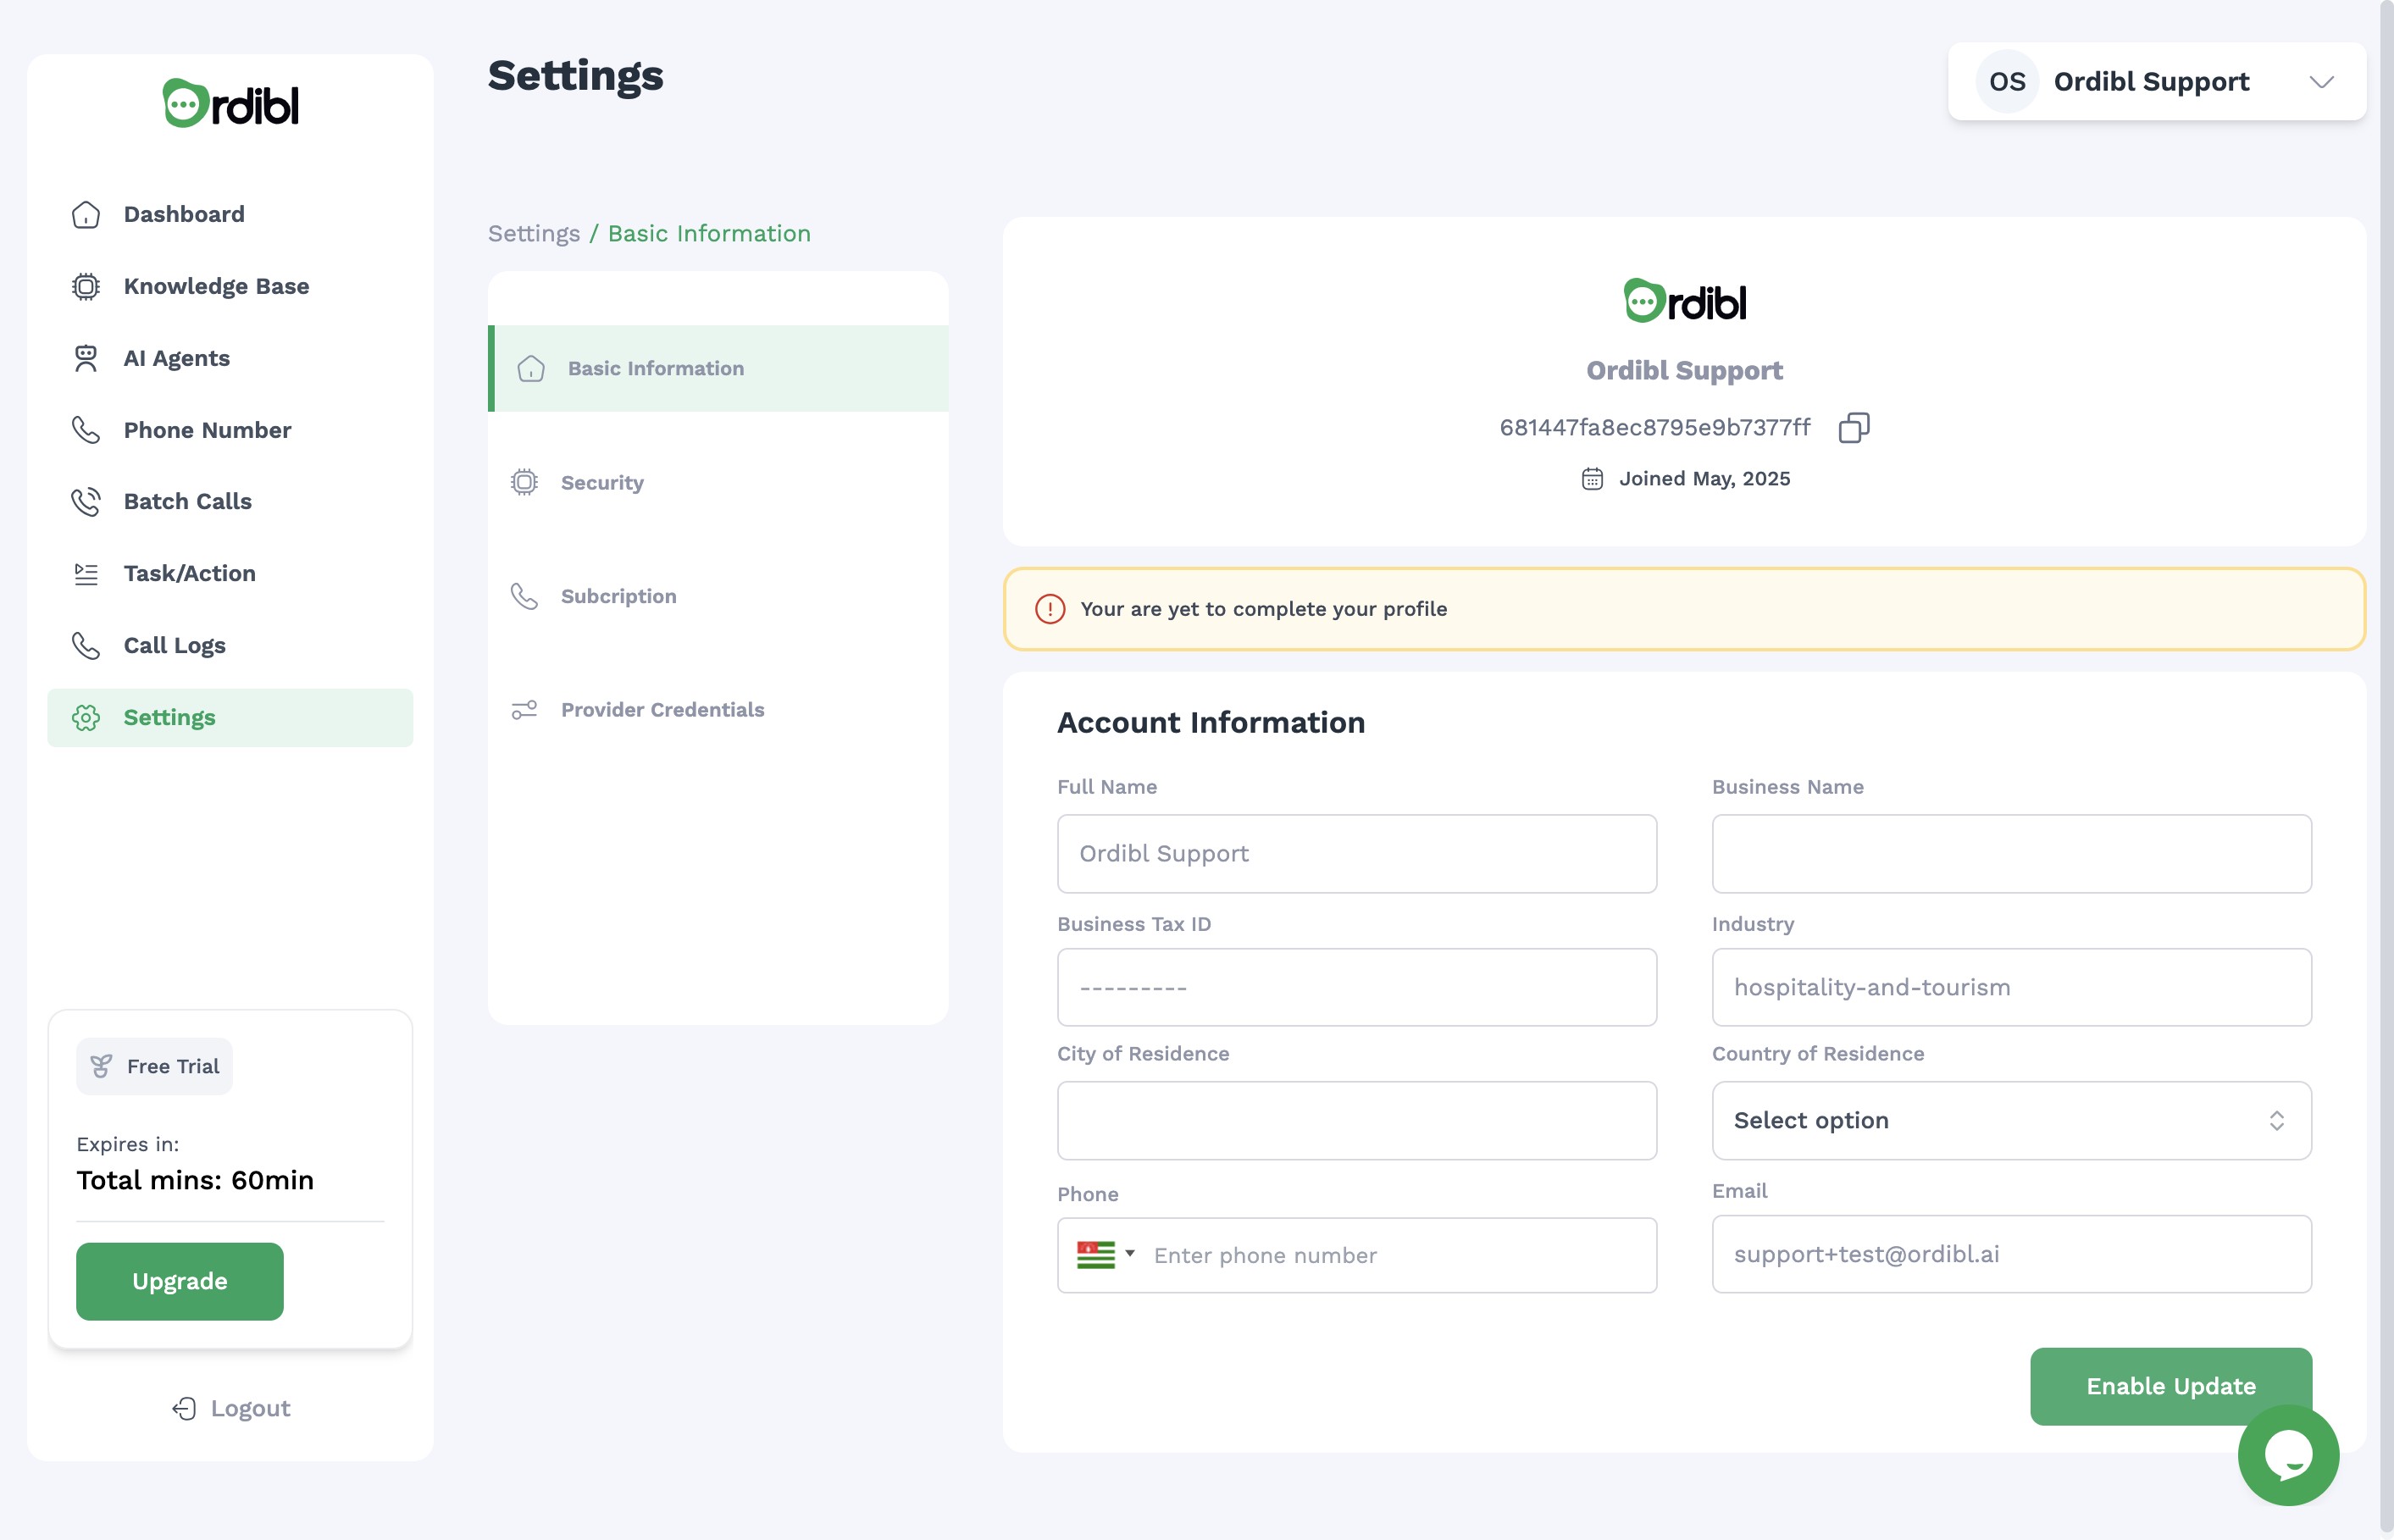 Ordibl
Dashboard
Knowledge Base
AI Agents
Phone Number
Batch Calls
Task/Action
Call Logs
Settings
Free Trial
Expires in:
Total mins: 60min
Upgrade
Logout
Settings
OS Ordibl Support
Settings / Basic Information
Basic Information
Security
Subcription
Provider Credentials
Ordibl
Ordibl Support
681447fa8ec8795e9b7377ff
Joined May, 2025
Your are yet to complete your profile
Account Information
Full Name
Ordibl Support
Business Name
Business Tax ID
---------
Industry
hospitality-and-tourism
City of Residence
Country of Residence
Select option
Phone
Enter phone number
Email
support+test@ordibl.ai
Enable Update